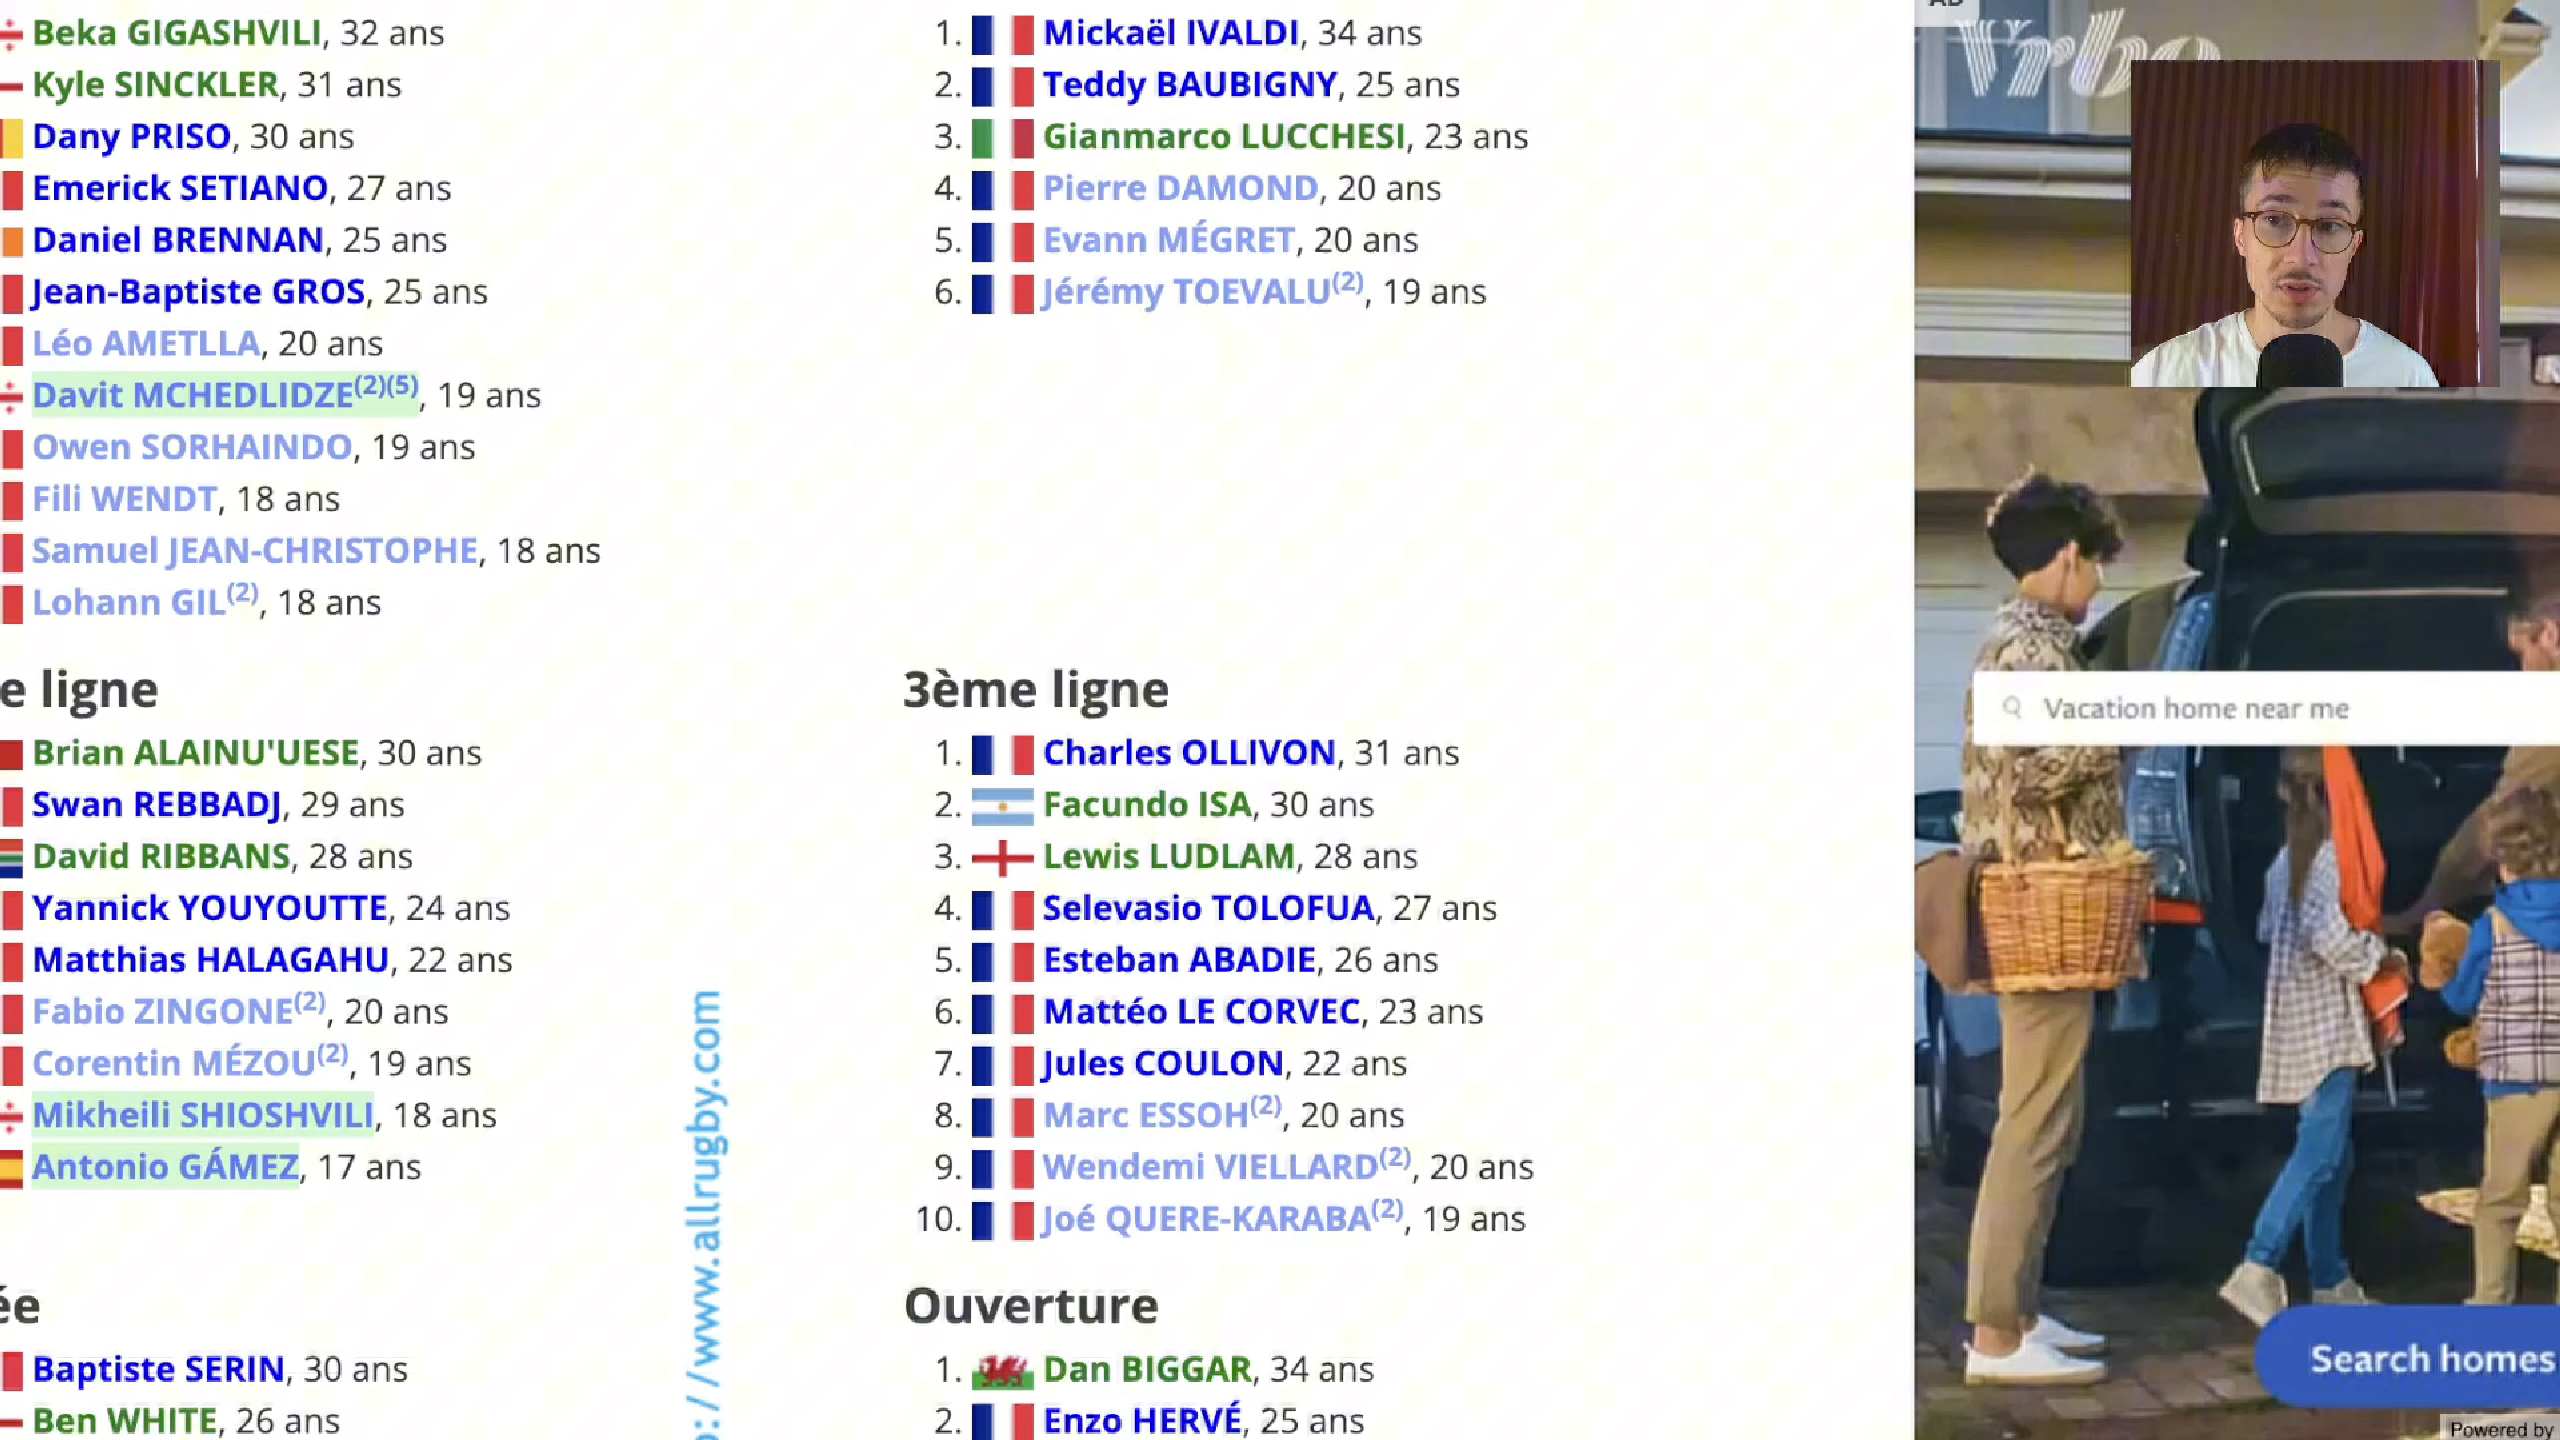 Beka GIGASHVILI, 32 ans
Kyle SINCKLER, 31 ans
Dany PRISO, 30 ans
Emerick SETIANO, 27 ans
Daniel BRENNAN, 25 ans
Jean-Baptiste GROS, 25 ans
Léo AMETLLA, 20 ans
Davit MCHEDLIDZE(2)(5), 19 ans
Owen SORHAINDO, 19 ans
Fili WENDT, 18 ans
Samuel JEAN-CHRISTOPHE, 18 ans
Lohann GIL(2), 18 ans
1. Mickaël IVALDI, 34 ans
2. Teddy BAUBIGNY, 25 ans
3. Gianmarco LUCCHESI, 23 ans
4. Pierre DAMOND, 20 ans
5. Evann MÉGRET, 20 ans
6. Jérémy TOEVALU(2), 19 ans
e ligne
Brian ALAINU'UESE, 30 ans
Swan REBBADJ, 29 ans
David RIBBANS, 28 ans
Yannick YOUYOUTTE, 24 ans
Matthias HALAGAHU, 22 ans
Fabio ZINGONE(2), 20 ans
Corentin MÉZOU(2), 19 ans
Mikheili SHIOSHVILI, 18 ans
Antonio GÁMEZ, 17 ans
3ème ligne
1. Charles OLLIVON, 31 ans
2. Facundo ISA, 30 ans
3. Lewis LUDLAM, 28 ans
4. Selevasio TOLOFUA, 27 ans
5. Esteban ABADIE, 26 ans
6. Mattéo LE CORVEC, 23 ans
7. Jules COULON, 22 ans
8. Marc ESSOH(2), 20 ans
9. Wendemi VIELLARD(2), 20 ans
10. Joé QUERE-KARABA(2), 19 ans
ée
Baptiste SERIN, 30 ans
Ben WHITE, 26 ans
Ouverture
1. Dan BIGGAR, 34 ans
2. Enzo HERVÉ, 25 ans
p://www.allrugby.com
AD
Vrbo
Vacation home near me
Search homes
Powered by